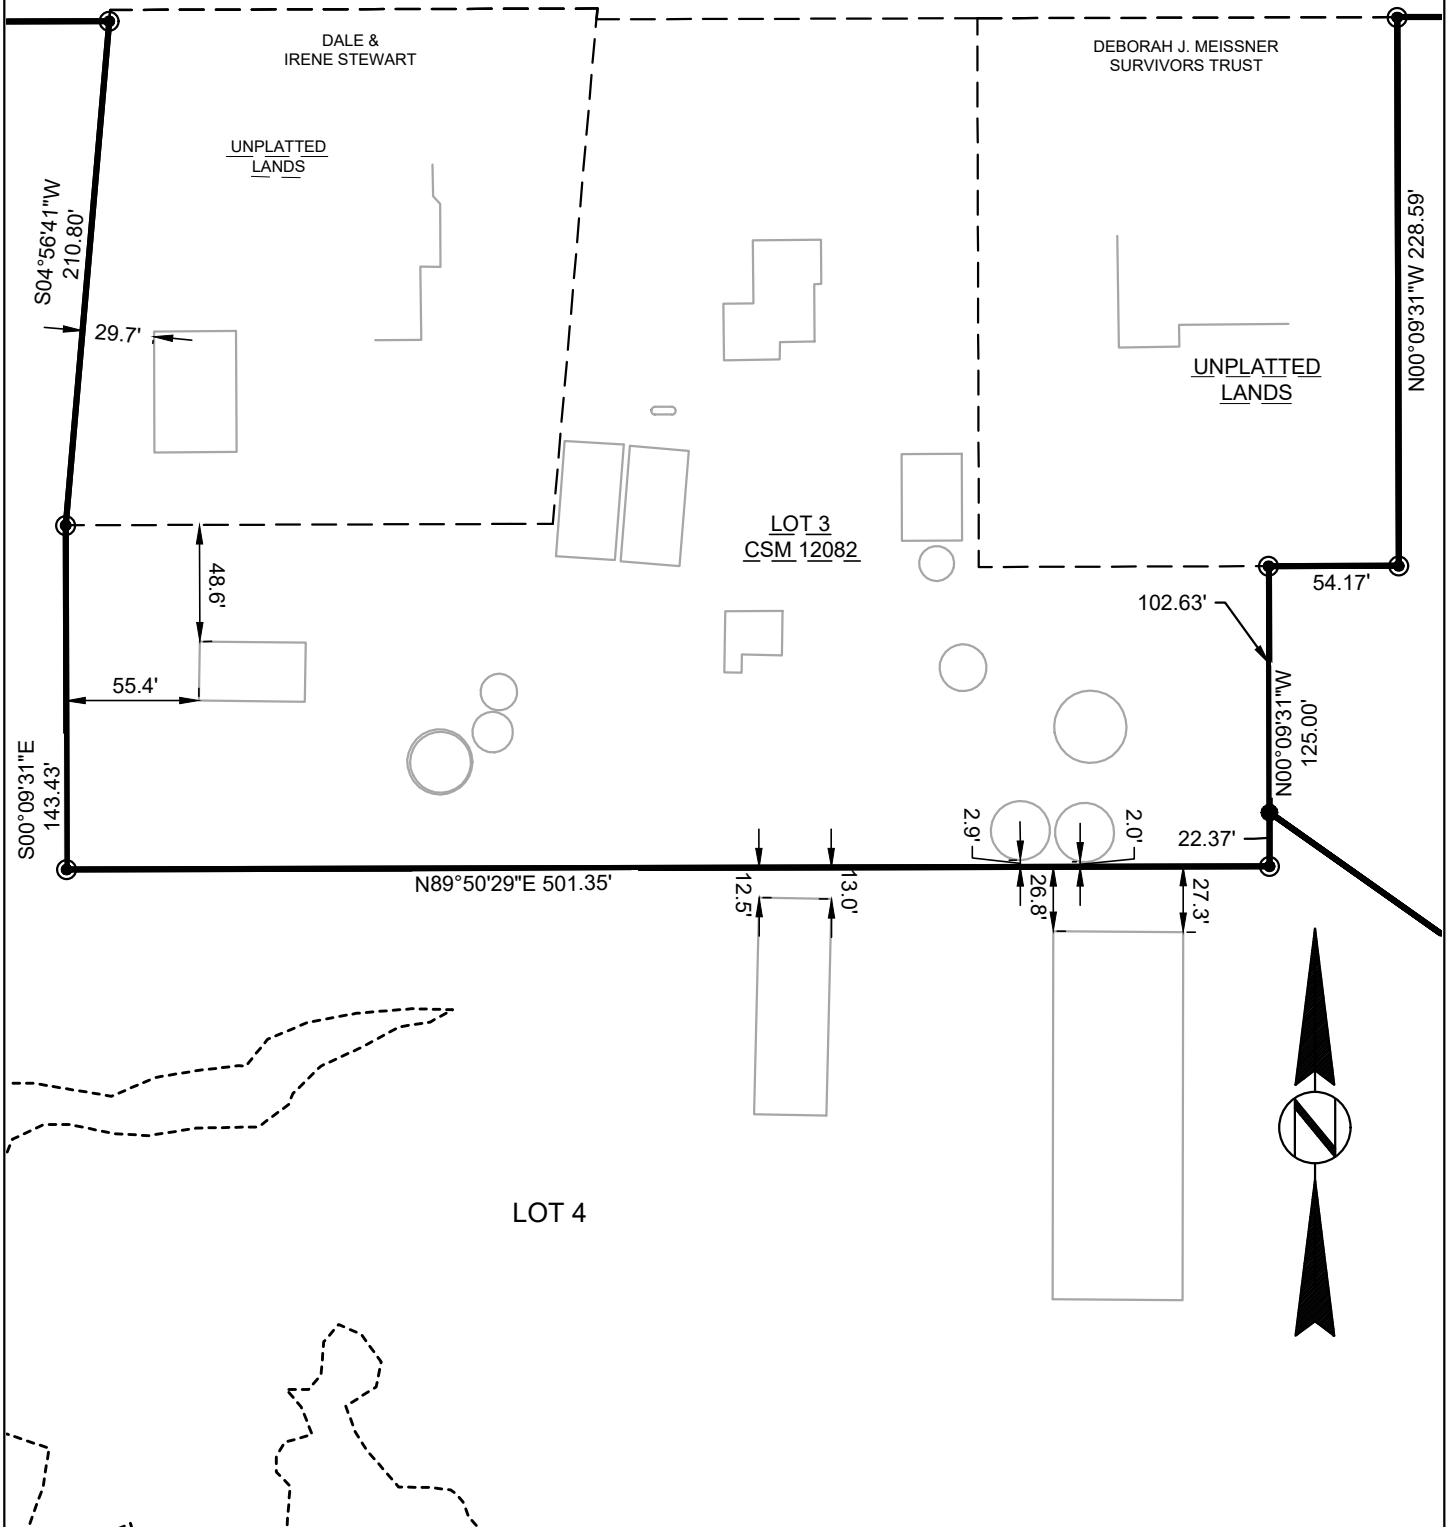 DALE &
IRENE STEWART
DEBORAH J. MEISSNER
SURVIVORS TRUST
UNPLATTED
LANDS
S04°56'41"W
210.80'
29.7'
N00°09'31"W 228.59'
UNPLATTED
LANDS
LOT 3
CSM 12082
48.6'
54.17'
102.63'
55.4'
N00°09'31"W
125.00'
S00°09'31"E
143.43'
2.9'
2.0'
22.37'
N89°50'29"E 501.35'
12.5'
13.0'
26.8'
27.3'
N
LOT 4